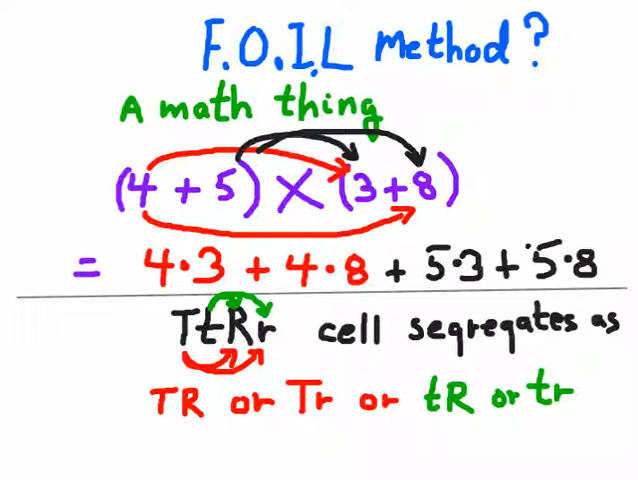 F.O.I.L method?
A math thing
(4 + 5) X (3+8)
= 4·3 + 4·8 + 5·3 + 5·8
TtRr cell segregates as
TR or Tr or tR or tr